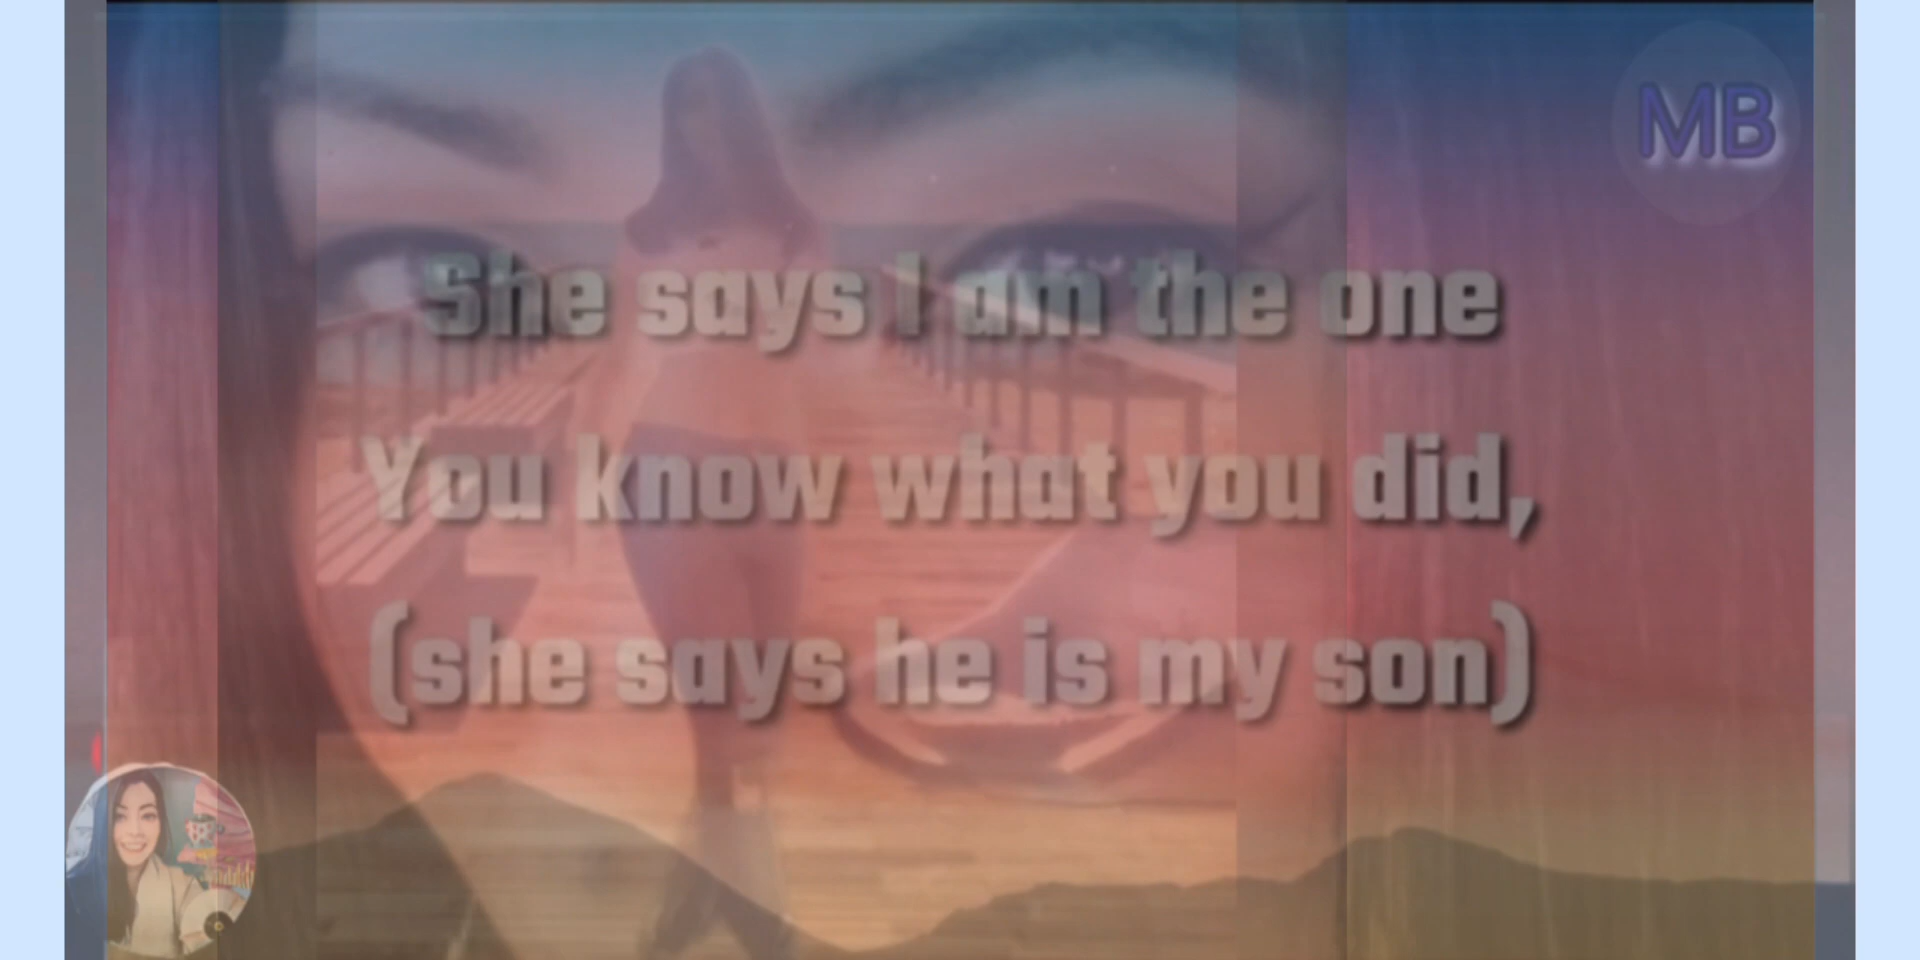 MB
She says I am the one
You know what you did,
(she says he is my son)